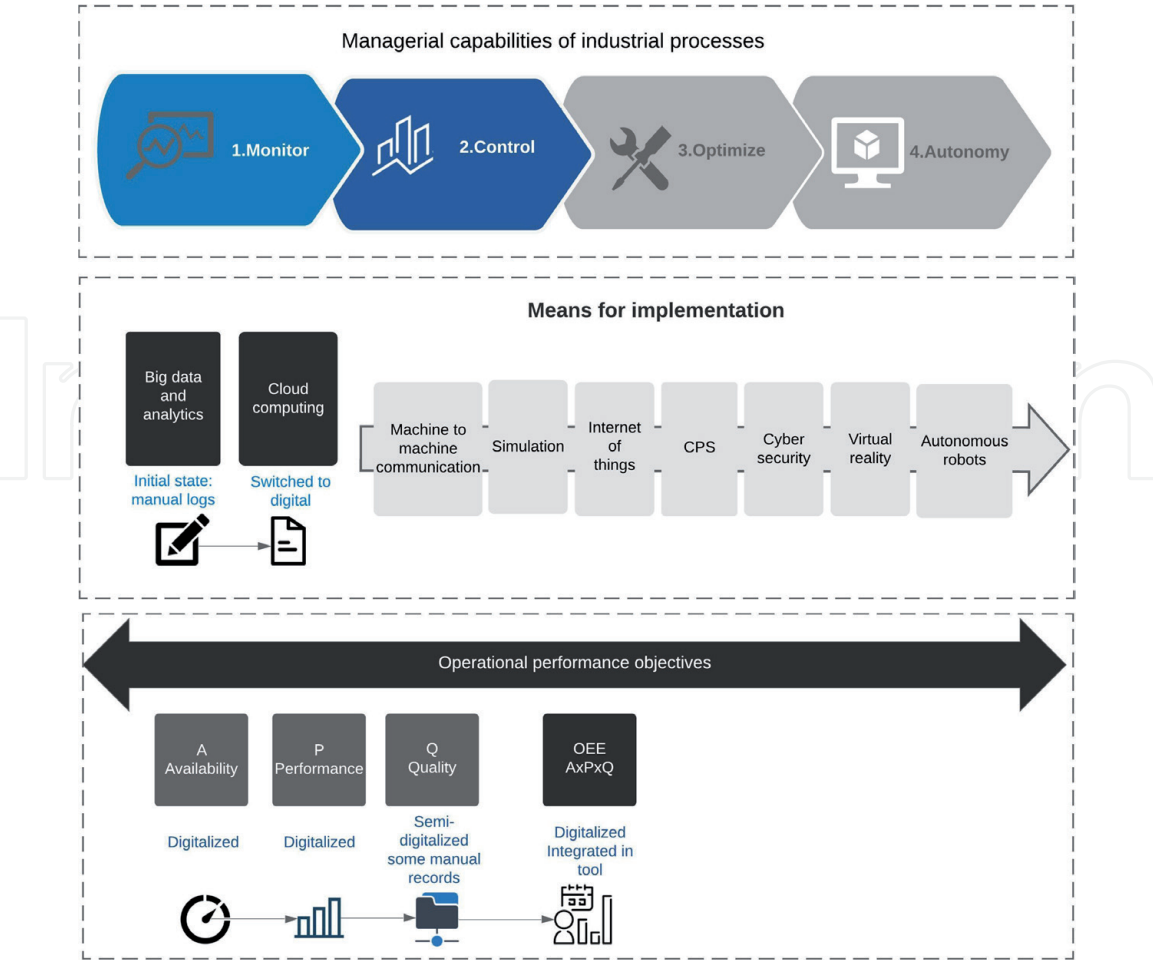 Managerial capabilities of industrial processes
1.Monitor
2.Control
3.Optimize
4.Autonomy
Means for implementation
Big data
and
analytics
Cloud
computing
Machine to
machine
communication
Simulation
Internet
of
things
CPS
Cyber
security
Virtual
reality
Autonomous
robots
Initial state:
manual logs
Switched to
digital
Operational performance objectives
A
Availability
P
Performance
Q
Quality
OEE
AxPxQ
Digitalized
Digitalized
Semi-
digitalized
some manual
records
Digitalized
Integrated in
tool